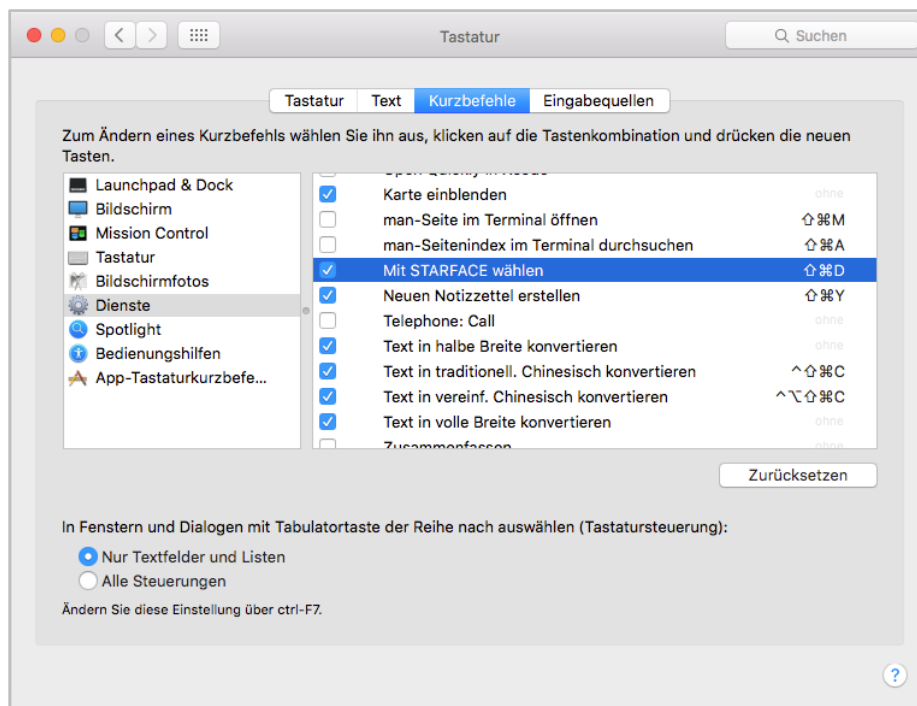 Tastatur
Suchen
Tastatur Text Kurzbefehle Eingabequellen
Zum Ändern eines Kurzbefehls wählen Sie ihn aus, klicken auf die Tastenkombination und drücken die neuen
Tasten.
Launchpad & Dock
Bildschirm
Mission Control
Tastatur
Bildschirmfotos
Dienste
Spotlight
Bedienungshilfen
App-Tastaturkurzbefe...
Karte einblenden ohne
man-Seite im Terminal öffnen ⇧⌘M
man-Seitenindex im Terminal durchsuchen ⇧⌘A
Mit STARFACE wählen ⇧⌘D
Neuen Notizzettel erstellen ⇧⌘Y
Telephone: Call ohne
Text in halbe Breite konvertieren ohne
Text in traditionell. Chinesisch konvertieren ^⇧⌘C
Text in vereinf. Chinesisch konvertieren ^⌥⇧⌘C
Text in volle Breite konvertieren ohne
Zusammenfassen ohne
Zurücksetzen
In Fenstern und Dialogen mit Tabulatortaste der Reihe nach auswählen (Tastatursteuerung):
Nur Textfelder und Listen
Alle Steuerungen
Ändern Sie diese Einstellung über ctrl-F7.
?